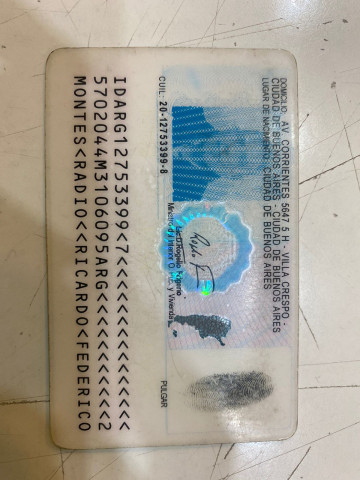 DOMICILIO: AV CORRIENTES 5647 5 H - VILLA CRESPO -
CIUDAD DE BUENOS AIRES - CIUDAD DE BUENOS AIRES
LUGAR DE NACIMIENTO: CIUDAD DE BUENOS AIRES
CUIL: 20-12753399-8
Ministro del Interior, O. P. y Vivienda
PULGAR
IDARG12753399<7<<<<<<<<<<<<<<<
5702044M3106095ARG<<<<<<<<<<<2
MONTES<RADIO<<RICARDO<FEDERICO